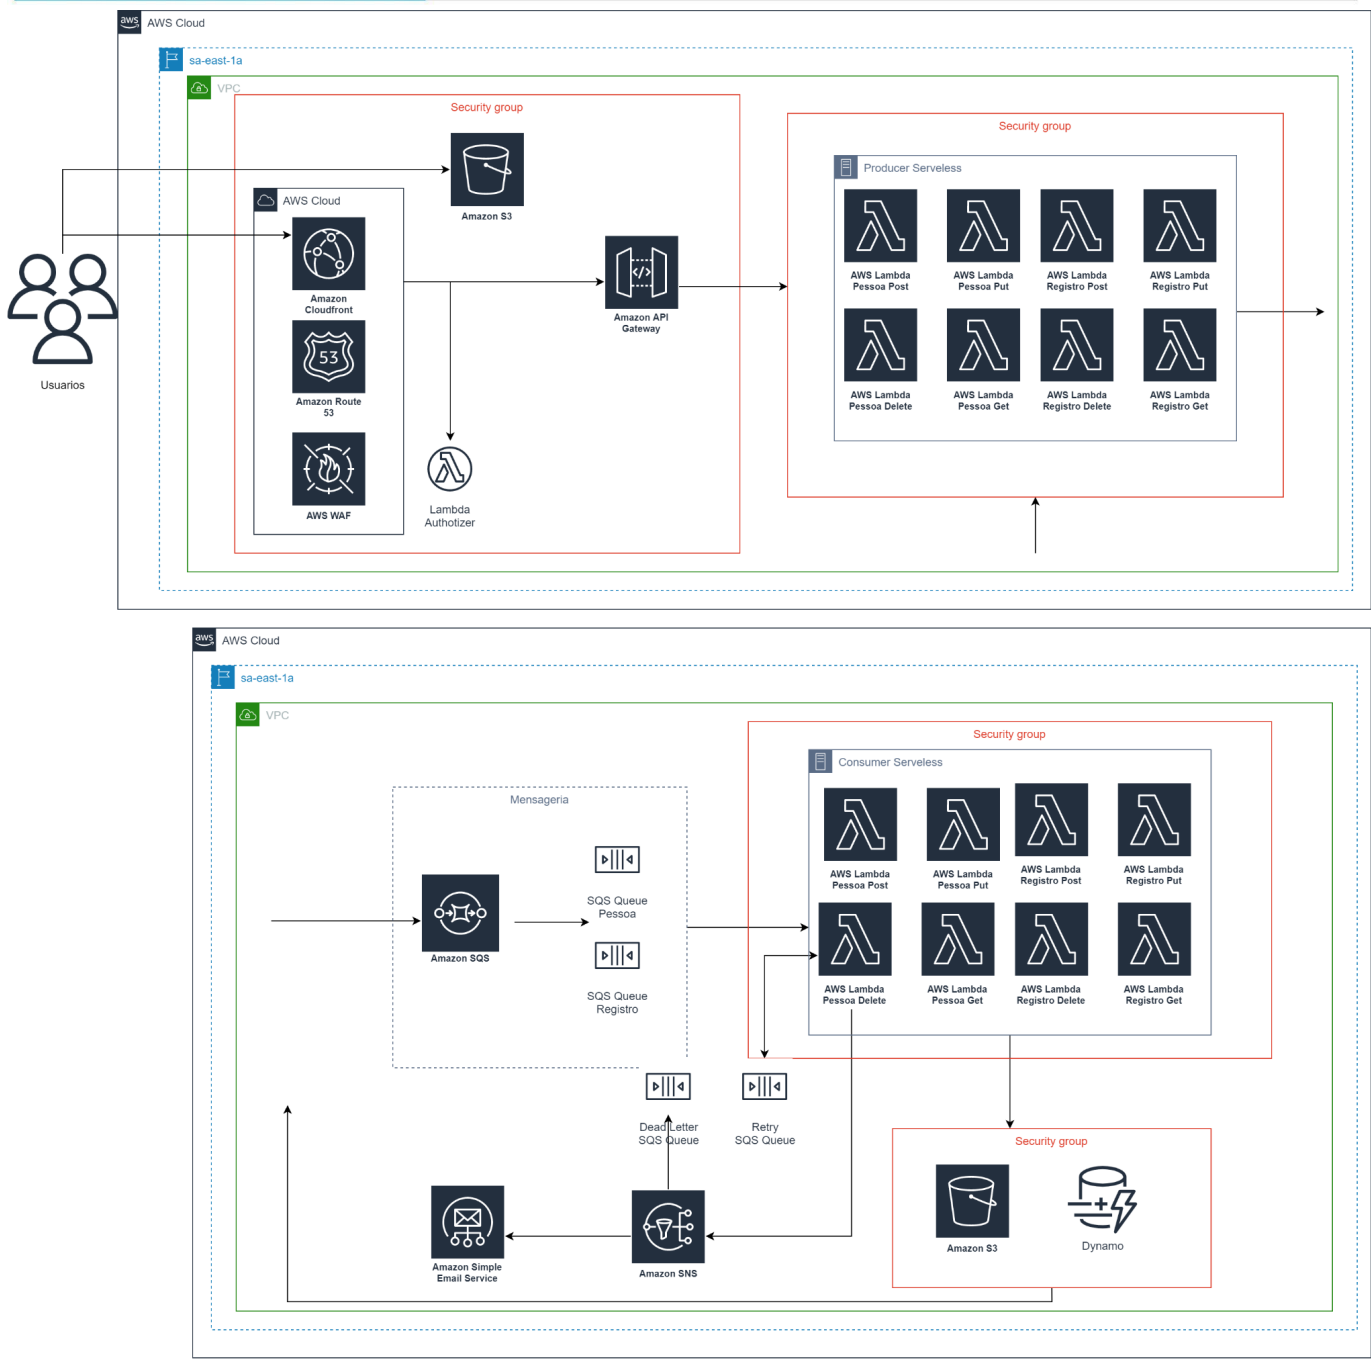 aws
AWS Cloud
sa-east-1a
VPC
Security group
Amazon S3
AWS Cloud
Amazon
Cloudfront
53
Amazon Route
53
AWS WAF
Usuarios
Lambda
Authotizer
</>
Amazon API
Gateway
Security group
Producer Serveless
AWS Lambda
Pessoa Post
AWS Lambda
Pessoa Put
AWS Lambda
Registro Post
AWS Lambda
Registro Put
AWS Lambda
Pessoa Delete
AWS Lambda
Pessoa Get
AWS Lambda
Registro Delete
AWS Lambda
Registro Get
aws
AWS Cloud
sa-east-1a
VPC
Mensageria
Amazon SQS
SQS Queue
Pessoa
SQS Queue
Registro
Security group
Consumer Serveless
AWS Lambda
Pessoa Post
AWS Lambda
Pessoa Put
AWS Lambda
Registro Post
AWS Lambda
Registro Put
AWS Lambda
Pessoa Delete
AWS Lambda
Pessoa Get
AWS Lambda
Registro Delete
AWS Lambda
Registro Get
Dead Letter
SQS Queue
Retry
SQS Queue
Amazon Simple
Email Service
Amazon SNS
Security group
Amazon S3
Dynamo